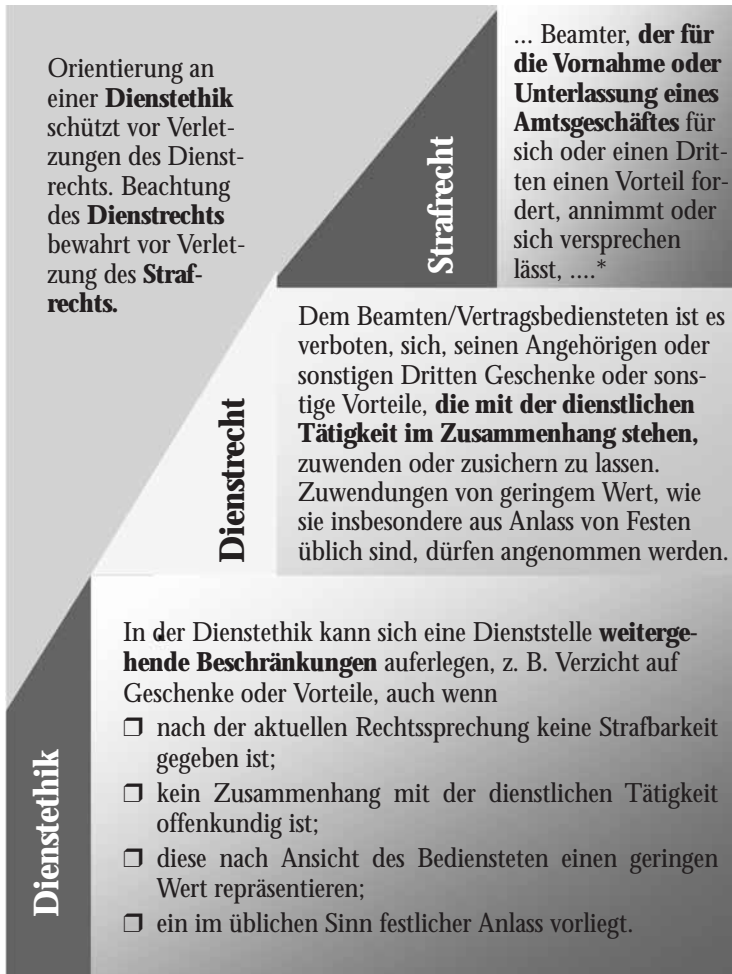 Orientierung an
einer Dienstethik
schützt vor Verlet-
zungen des Dienst-
rechts. Beachtung
des Dienstrechts
bewahrt vor Verlet-
zung des Straf-
rechts.
Strafrecht
... Beamter, der für
die Vornahme oder
Unterlassung eines
Amtsgeschäftes für
sich oder einen Drit-
ten einen Vorteil for-
dert, annimmt oder
sich versprechen
lässt, ....*
Dienstrecht
Dem Beamten/Vertragsbediensteten ist es
verboten, sich, seinen Angehörigen oder
sonstigen Dritten Geschenke oder sons-
tige Vorteile, die mit der dienstlichen
Tätigkeit im Zusammenhang stehen,
zuwenden oder zusichern zu lassen.
Zuwendungen von geringem Wert, wie
sie insbesondere aus Anlass von Festen
üblich sind, dürfen angenommen werden.
Dienstethik
In der Dienstethik kann sich eine Dienststelle weiterge-
hende Beschränkungen auferlegen, z. B. Verzicht auf
Geschenke oder Vorteile, auch wenn
❐ nach der aktuellen Rechtssprechung keine Strafbarkeit
gegeben ist;
❐ kein Zusammenhang mit der dienstlichen Tätigkeit
offenkundig ist;
❐ diese nach Ansicht des Bediensteten einen geringen
Wert repräsentieren;
❐ ein im üblichen Sinn festlicher Anlass vorliegt.